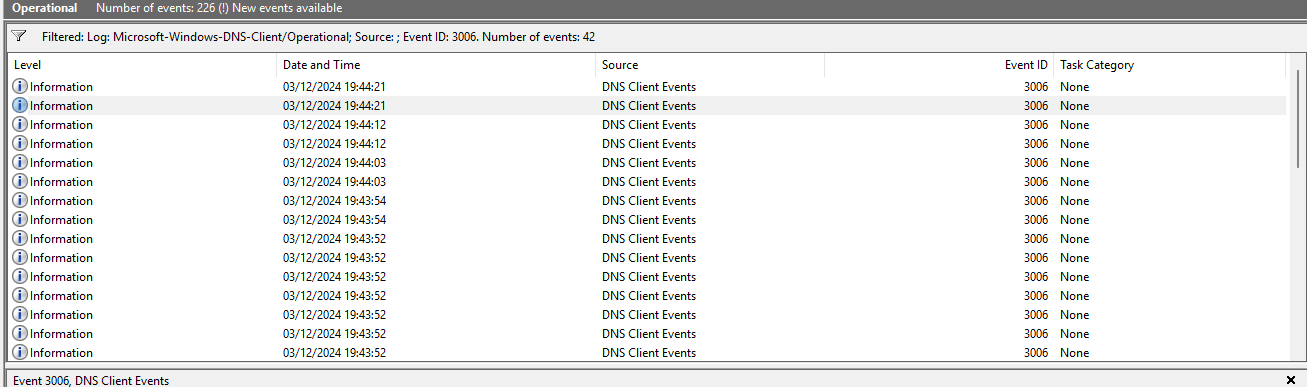 Operational Number of events: 226 (!) New events available
Filtered: Log: Microsoft-Windows-DNS-Client/Operational; Source: ; Event ID: 3006. Number of events: 42
Level Date and Time Source Event ID Task Category
Information 03/12/2024 19:44:21 DNS Client Events 3006 None
Information 03/12/2024 19:44:21 DNS Client Events 3006 None
Information 03/12/2024 19:44:12 DNS Client Events 3006 None
Information 03/12/2024 19:44:12 DNS Client Events 3006 None
Information 03/12/2024 19:44:03 DNS Client Events 3006 None
Information 03/12/2024 19:44:03 DNS Client Events 3006 None
Information 03/12/2024 19:43:54 DNS Client Events 3006 None
Information 03/12/2024 19:43:54 DNS Client Events 3006 None
Information 03/12/2024 19:43:52 DNS Client Events 3006 None
Information 03/12/2024 19:43:52 DNS Client Events 3006 None
Information 03/12/2024 19:43:52 DNS Client Events 3006 None
Information 03/12/2024 19:43:52 DNS Client Events 3006 None
Information 03/12/2024 19:43:52 DNS Client Events 3006 None
Information 03/12/2024 19:43:52 DNS Client Events 3006 None
Information 03/12/2024 19:43:52 DNS Client Events 3006 None
Event 3006, DNS Client Events